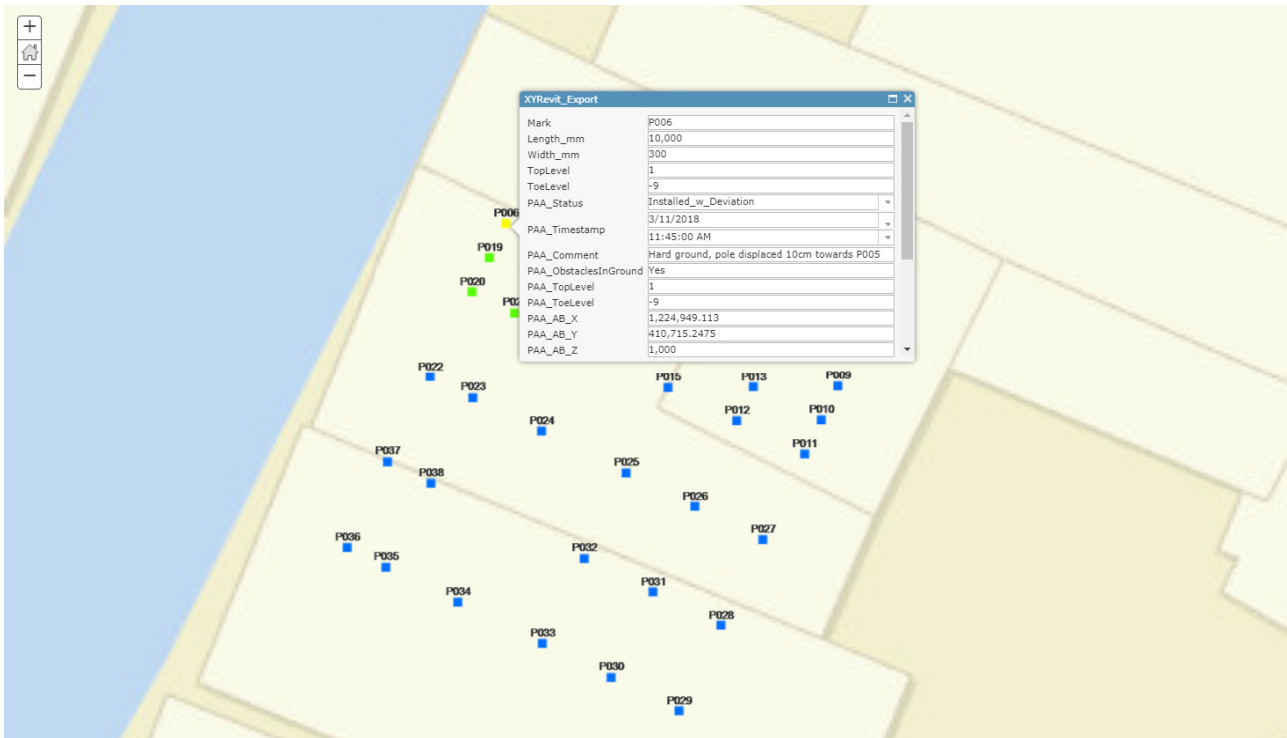 +
−
XYRevit_Export
Mark P006
Length_mm 10,000
Width_mm 300
TopLevel 1
ToeLevel -9
PAA_Status Installed_w_Deviation
PAA_Timestamp 3/11/2018
11:45:00 AM
PAA_Comment Hard ground, pole displaced 10cm towards P005
PAA_ObstaclesInGround Yes
PAA_TopLevel 1
PAA_ToeLevel -9
PAA_AB_X 1,224,949.113
PAA_AB_Y 410,715.2475
PAA_AB_Z 1,000
P006
P019
P020
P022
P023
P015
P013
P009
P024
P012
P010
P011
P037
P038
P025
P026
P027
P036
P035
P032
P031
P034
P028
P033
P030
P029